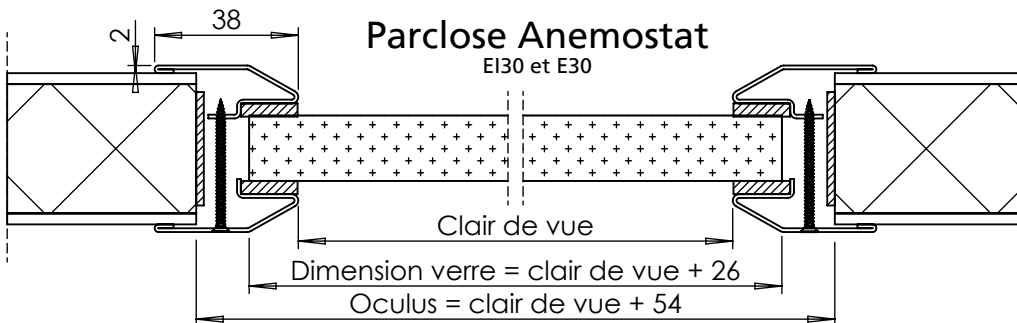 38
2
Parclose Anemostat
EI30 et E30
Clair de vue
Dimension verre = clair de vue + 26
Oculus = clair de vue + 54